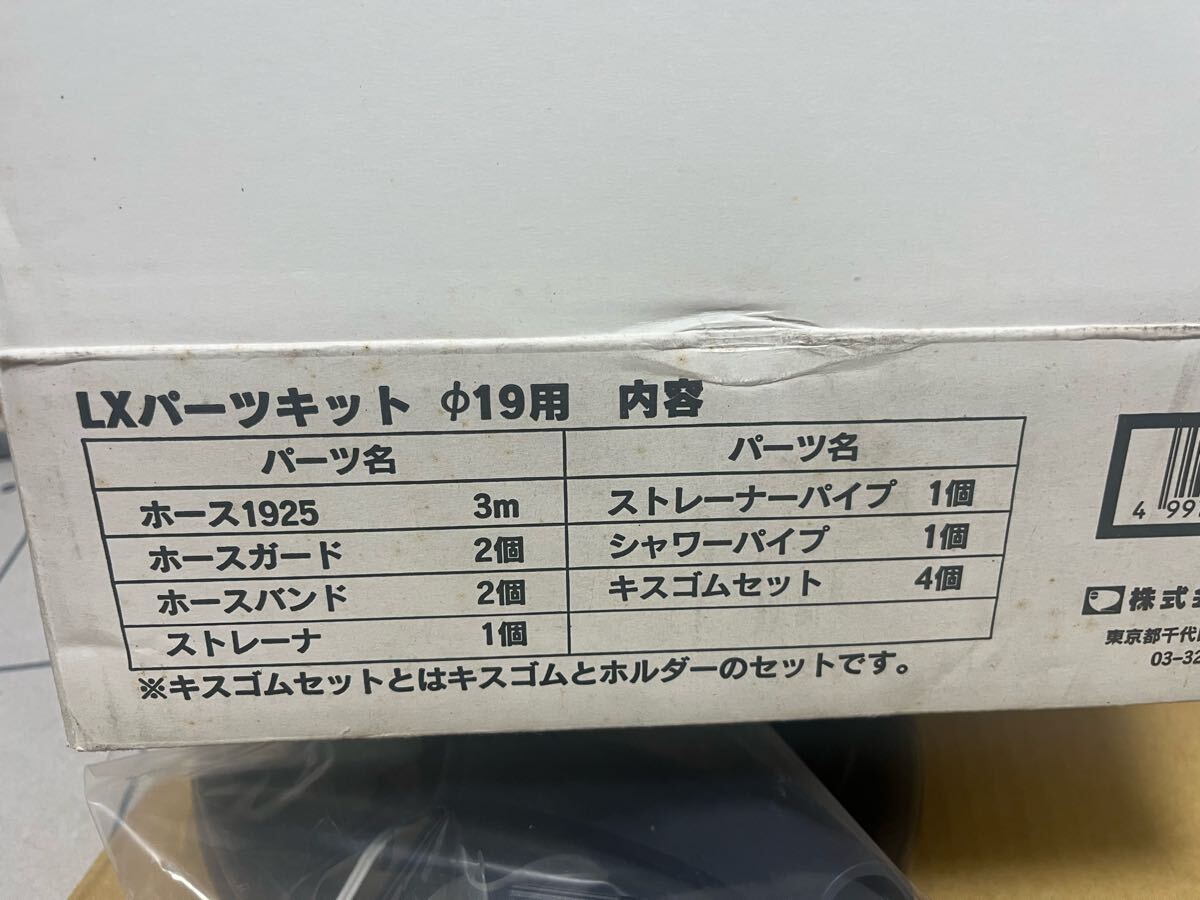 LXパーツキット φ19用 内容
パーツ名 パーツ名
ホース1925 3m ストレーナーパイプ 1個
ホースガード 2個 シャワーパイプ 1個
ホースバンド 2個 キスゴムセット 4個
ストレーナ 1個
※キスゴムセットとはキスゴムとホルダーのセットです。
4 997
株式
東京都千代
03-32